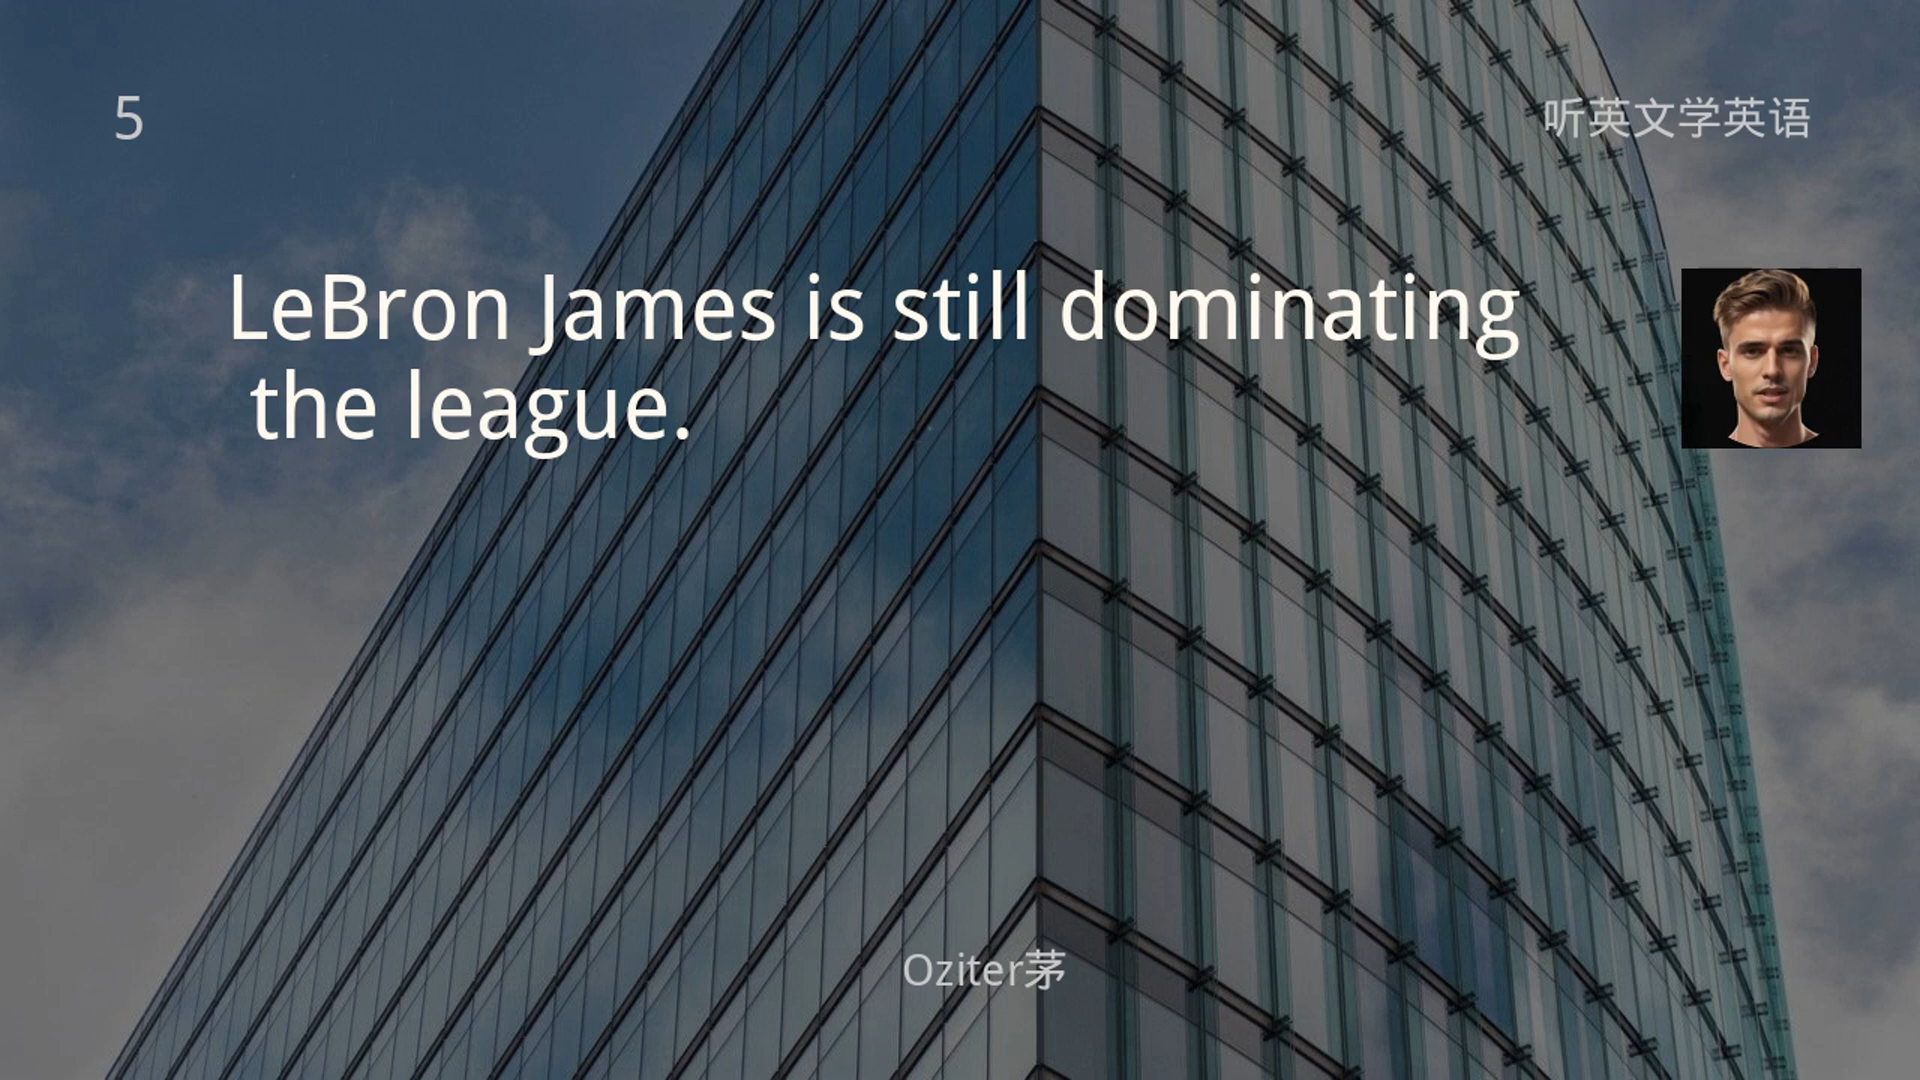 5
听英文学英语
LeBron James is still dominating
the league.
Oziter茅